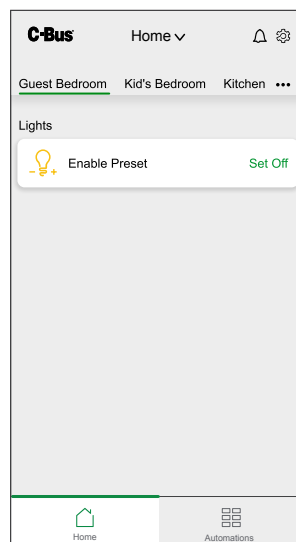 C-Bus Home
Guest Bedroom Kid's Bedroom Kitchen •••
Lights
Enable Preset Set Off
Home Automations